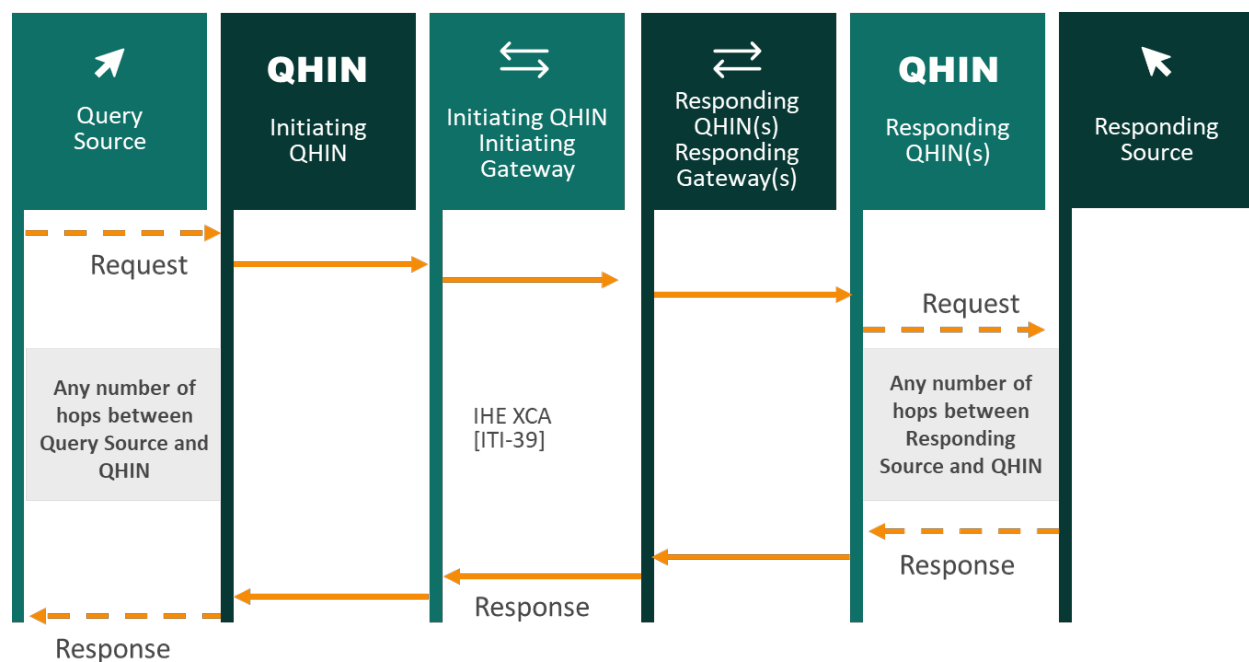 Query
Source
QHIN
Initiating
QHIN
Initiating QHIN
Initiating
Gateway
Responding
QHIN(s)
Responding
Gateway(s)
QHIN
Responding
QHIN(s)
Responding
Source
Request
Request
Any number of
hops between
Query Source and
QHIN
IHE XCA
[ITI-39]
Any number of
hops between
Responding
Source and QHIN
Response
Response
Response